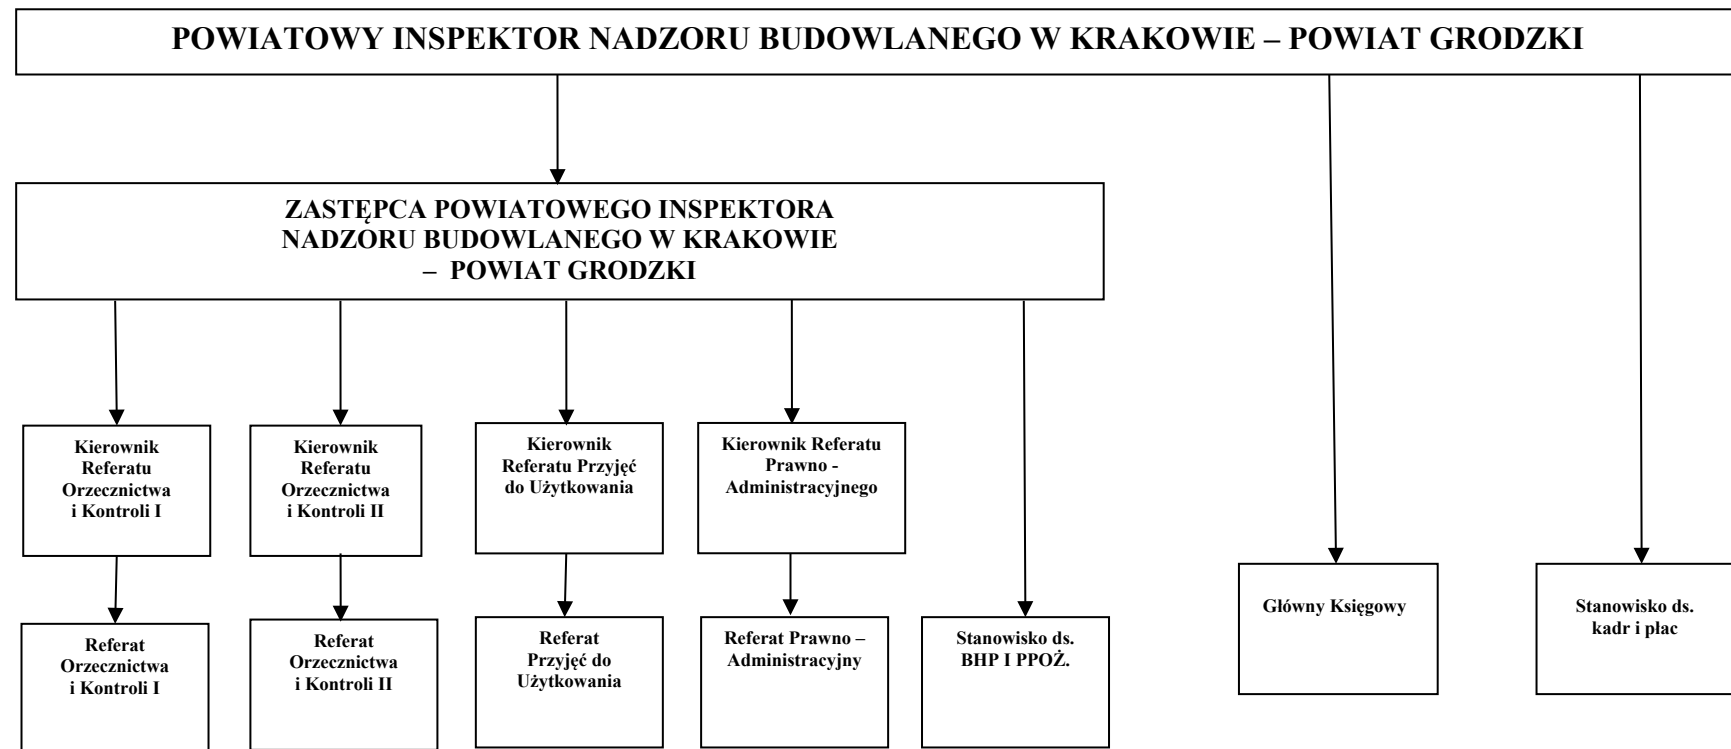 POWIATOWY INSPEKTOR NADZORU BUDOWLANEGO W KRAKOWIE – POWIAT GRODZKI
ZASTĘPCA POWIATOWEGO INSPEKTORA
NADZORU BUDOWLANEGO W KRAKOWIE
– POWIAT GRODZKI
Kierownik
Referatu
Orzecznictwa
i Kontroli I
Kierownik
Referatu
Orzecznictwa
i Kontroli II
Kierownik
Referatu Przyjęć
do Użytkowania
Kierownik Referatu
Prawno -
Administracyjnego
Referat
Orzecznictwa
i Kontroli I
Referat
Orzecznictwa
i Kontroli II
Referat
Przyjęć do
Użytkowania
Referat Prawno –
Administracyjny
Stanowisko ds.
BHP I PPOŻ.
Główny Księgowy
Stanowisko ds.
kadr i płac